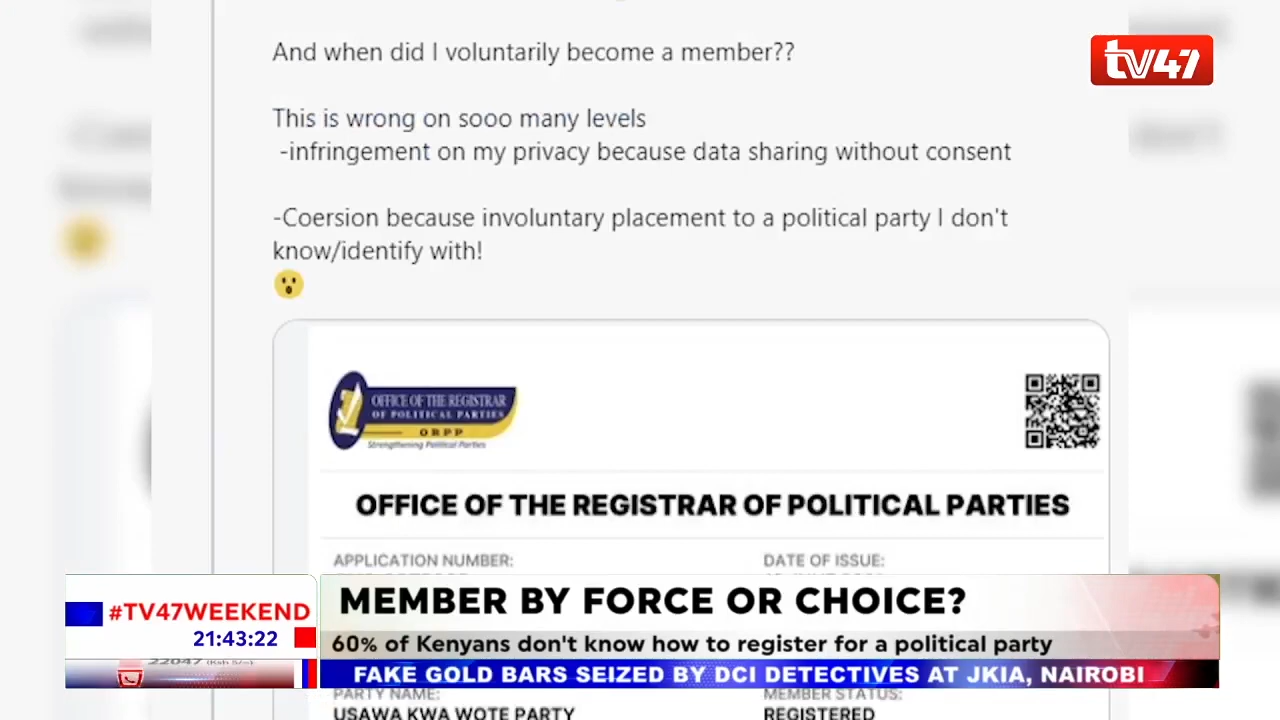 And when did I voluntarily become a member??
tv47
This is wrong on sooo many levels
-infringement on my privacy because data sharing without consent
-Coersion because involuntary placement to a political party I don't
know/identify with!
OFFICE OF THE REGISTRAR
OF POLITICAL PARTIES
ORPP
Strengthening Political Parties
OFFICE OF THE REGISTRAR OF POLITICAL PARTIES
APPLICATION NUMBER:
DATE OF ISSUE:
#TV47WEEKEND
21:43:22
MEMBER BY FORCE OR CHOICE?
60% of Kenyans don't know how to register for a political party
22047
FAKE GOLD BARS SEIZED BY DCI DETECTIVES AT JKIA, NAIROBI
PARTY NAME:
MEMBER STATUS:
USAWA KWA WOTE PARTY
REGISTERED